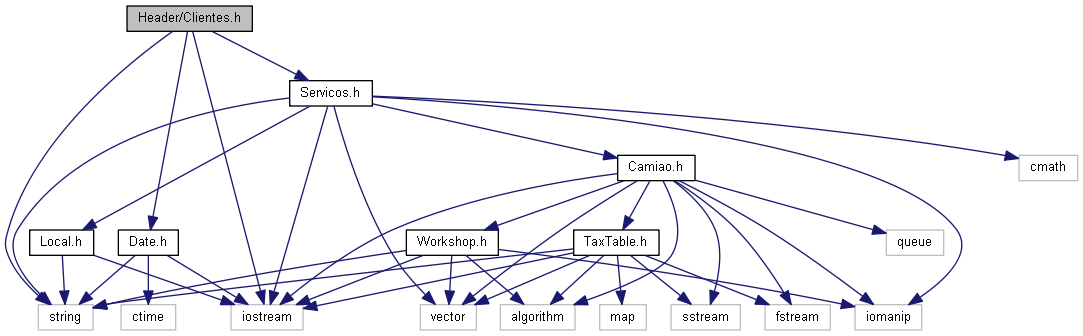 Header/Clientes.h
Servicos.h
Camiao.h
cmath
Local.h
Date.h
Workshop.h
TaxTable.h
queue
string
ctime
iostream
vector
algorithm
map
sstream
fstream
iomanip